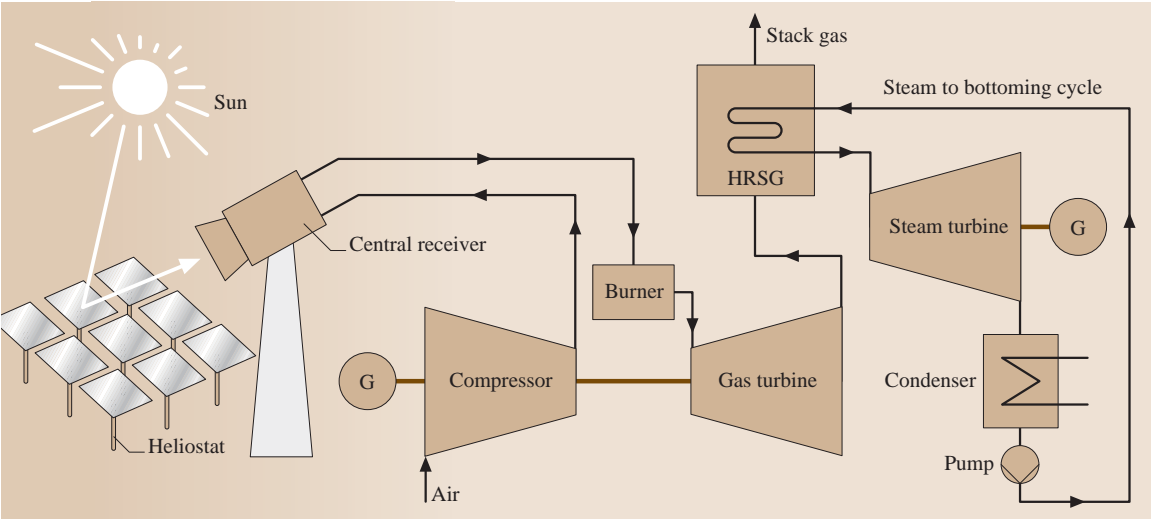 Stack gas
Steam to bottoming cycle
Sun
HRSG
Steam turbine
G
Central receiver
Burner
G
Compressor
Gas turbine
Condenser
Heliostat
Pump
Air